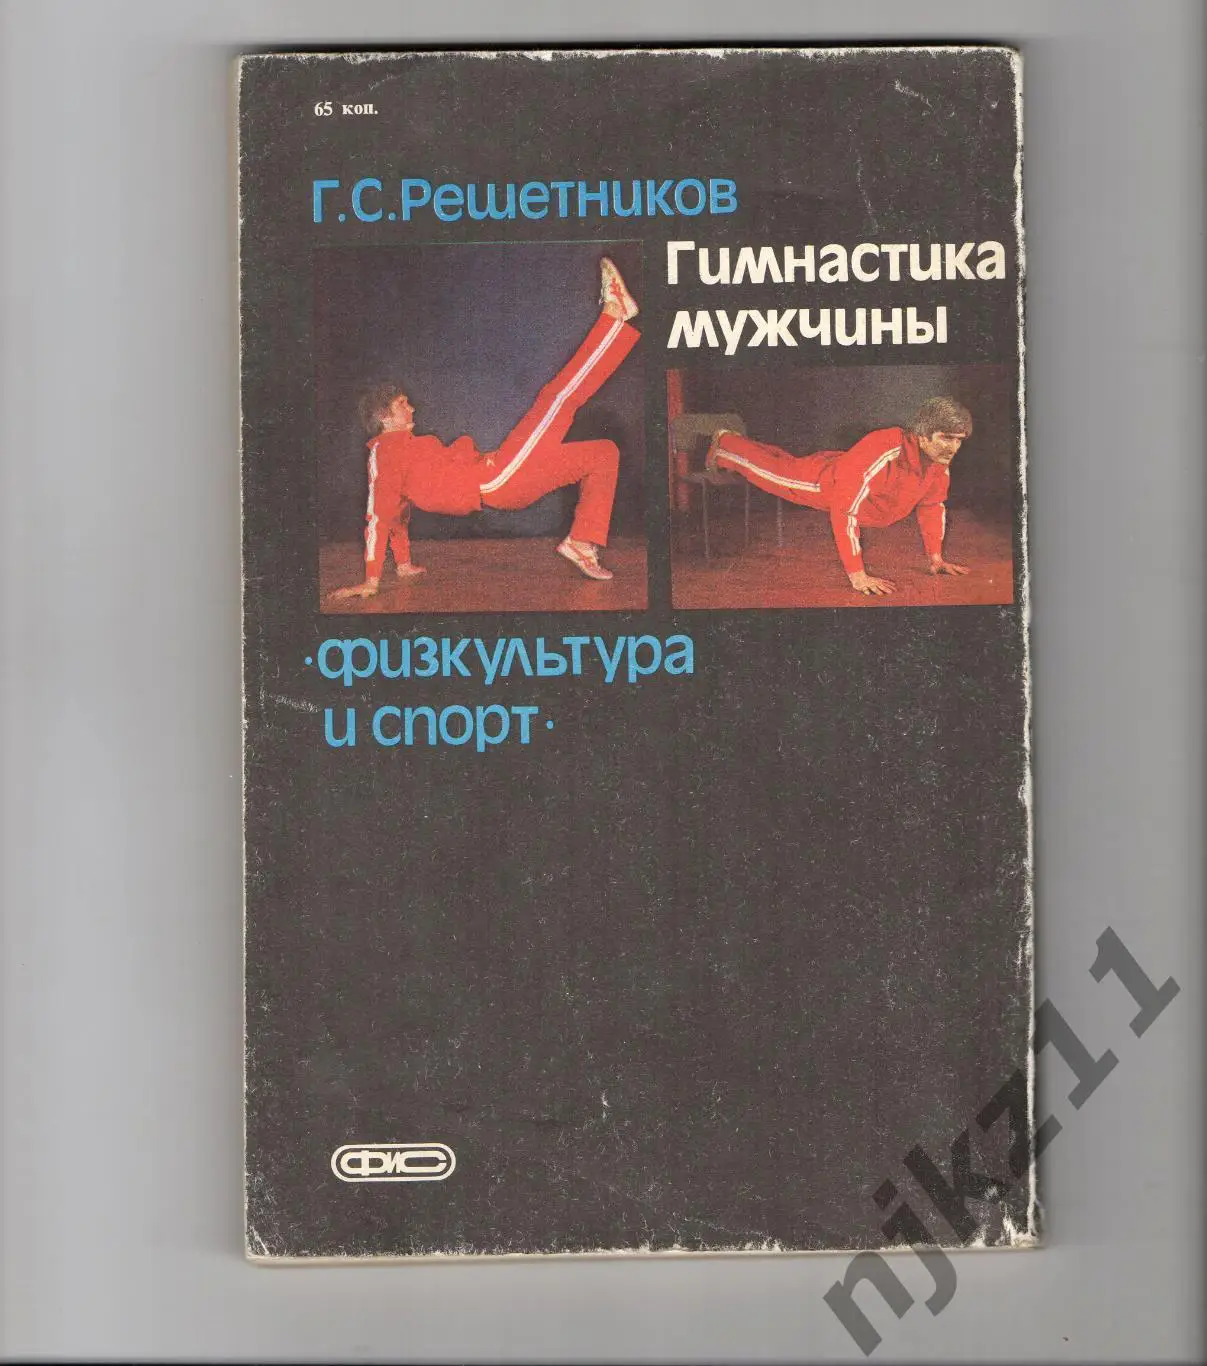 65 коп.
Г.С.Решетников
Гимнастика
мужчины
·физкультура
и спорт·
ФиС
njkz11